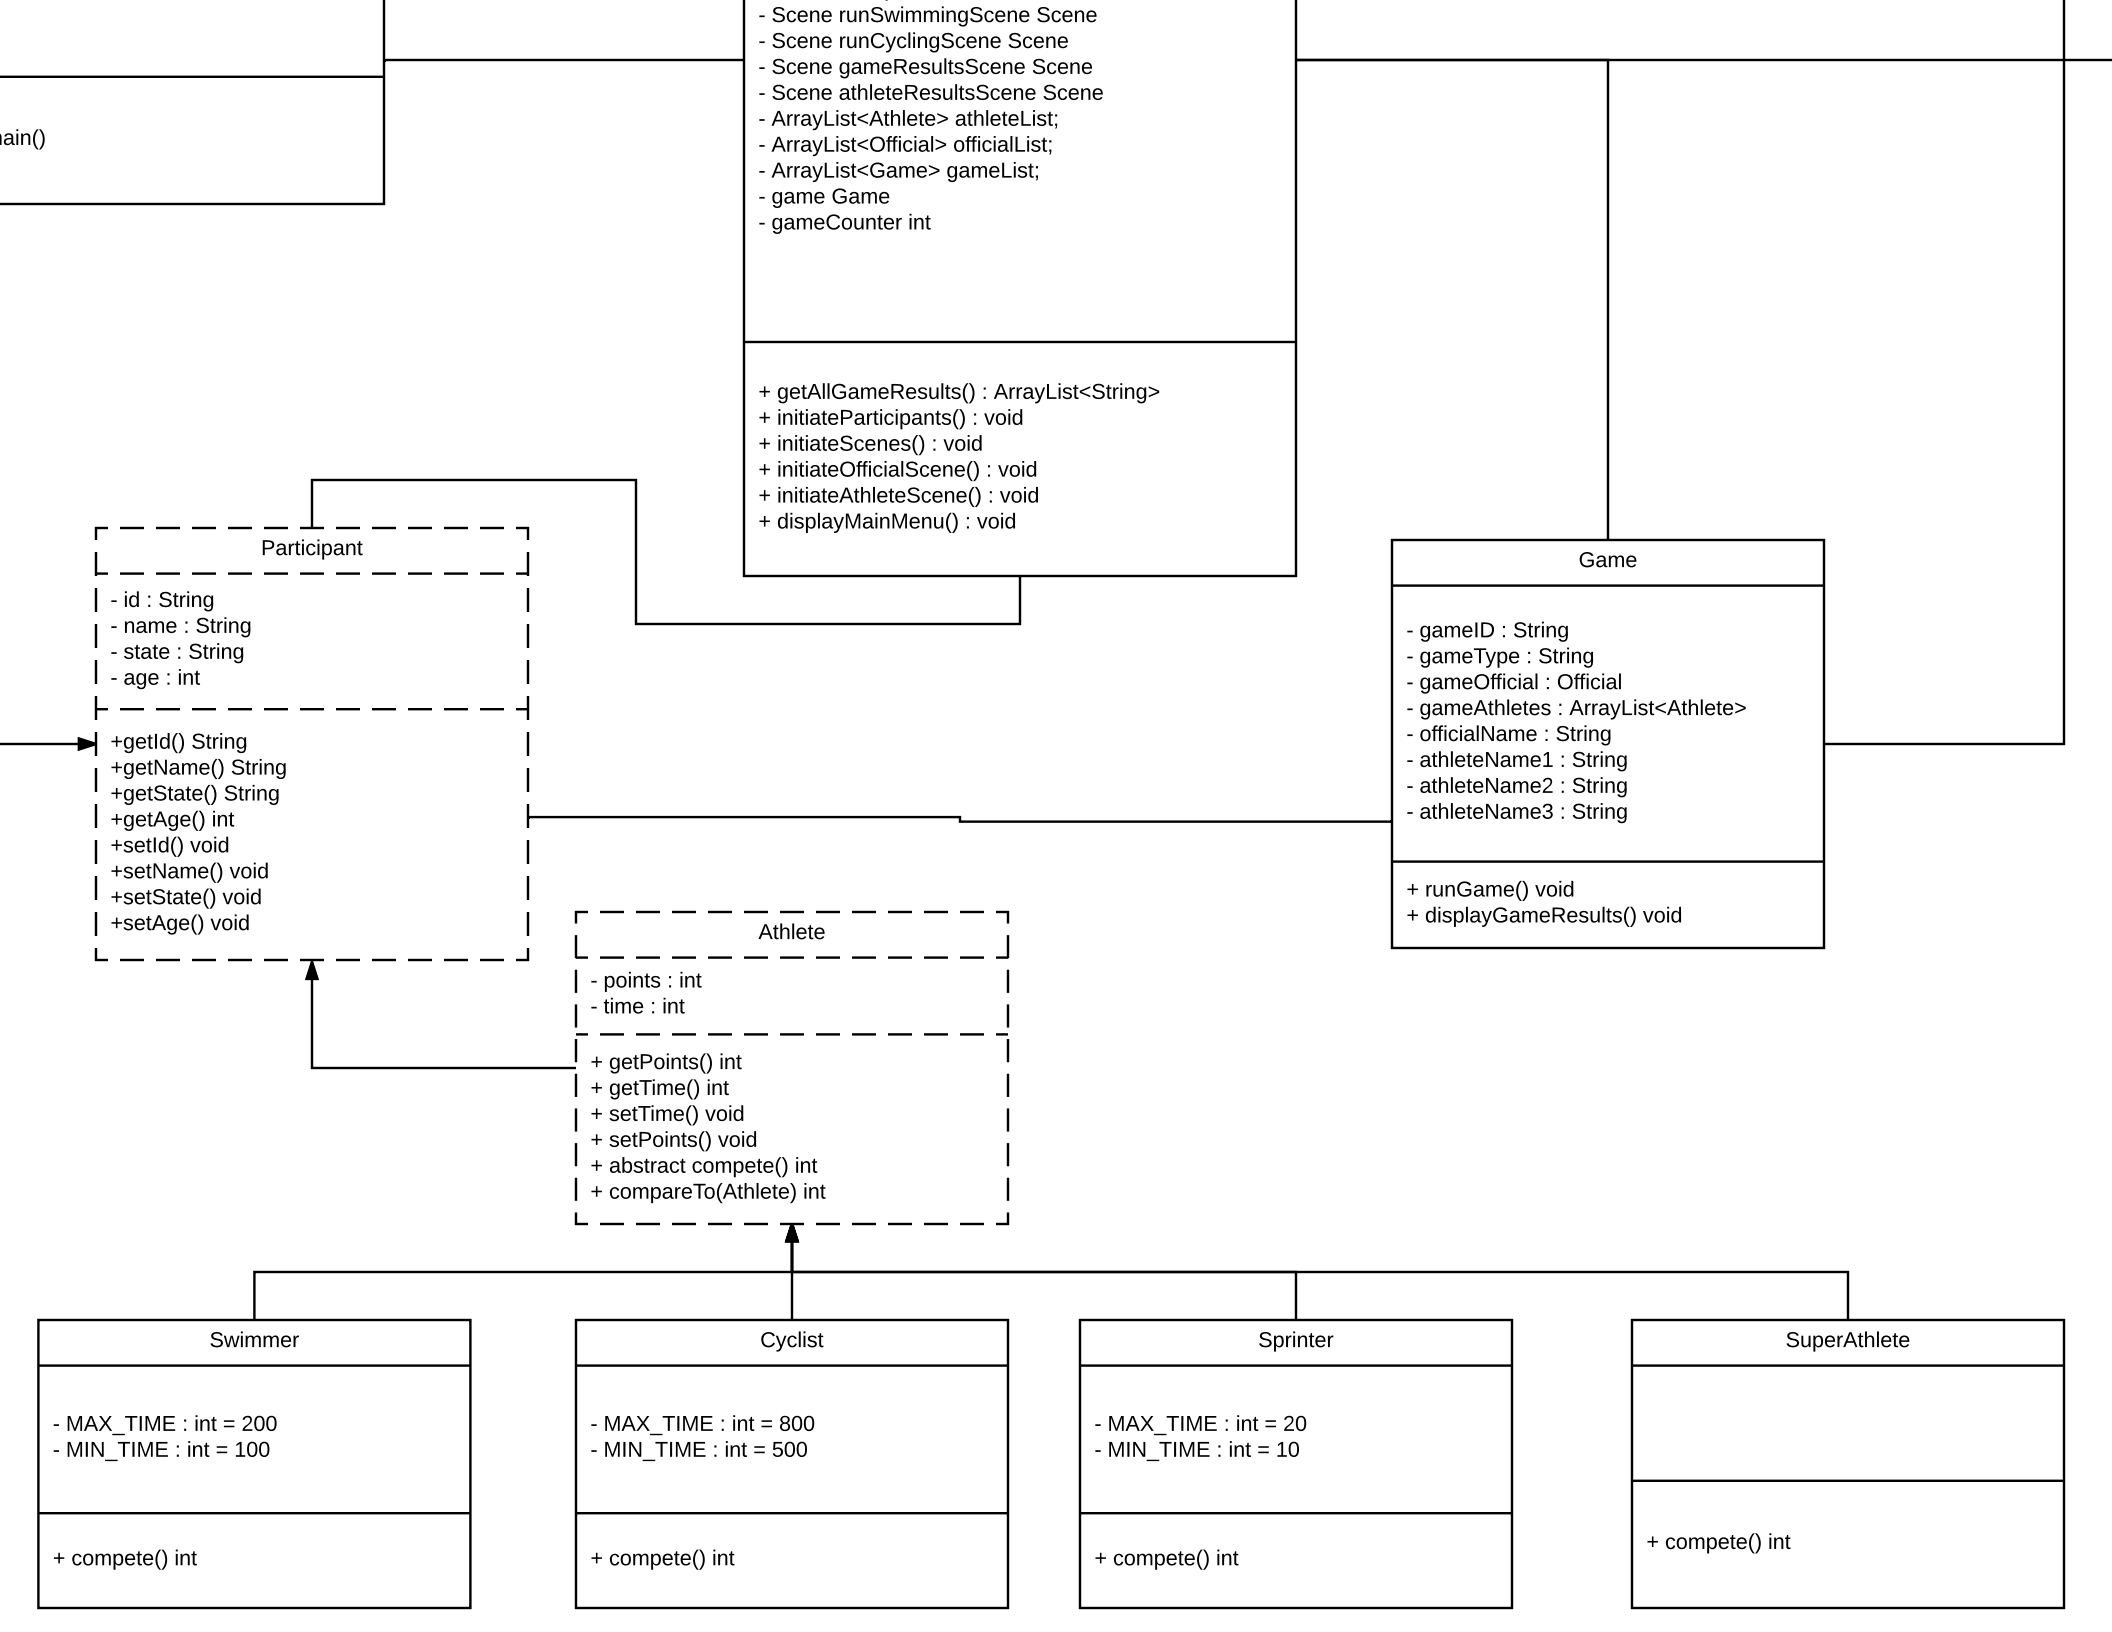 - Scene runSwimmingScene Scene
- Scene runCyclingScene Scene
- Scene gameResultsScene Scene
- Scene athleteResultsScene Scene
- ArrayList<Athlete> athleteList;
- ArrayList<Official> officialList;
- ArrayList<Game> gameList;
- game Game
- gameCounter int
+ getAllGameResults() : ArrayList<String>
+ initiateParticipants() : void
+ initiateScenes() : void
+ initiateOfficialScene() : void
+ initiateAthleteScene() : void
+ displayMainMenu() : void
Participant
- id : String
- name : String
- state : String
- age : int
+getId() String
+getName() String
+getState() String
+getAge() int
+setId() void
+setName() void
+setState() void
+setAge() void
Game
- gameID : String
- gameType : String
- gameOfficial : Official
- gameAthletes : ArrayList<Athlete>
- officialName : String
- athleteName1 : String
- athleteName2 : String
- athleteName3 : String
+ runGame() void
+ displayGameResults() void
Athlete
- points : int
- time : int
+ getPoints() int
+ getTime() int
+ setTime() void
+ setPoints() void
+ abstract compete() int
+ compareTo(Athlete) int
Swimmer
- MAX_TIME : int = 200
- MIN_TIME : int = 100
+ compete() int
Cyclist
- MAX_TIME : int = 800
- MIN_TIME : int = 500
+ compete() int
Sprinter
- MAX_TIME : int = 20
- MIN_TIME : int = 10
+ compete() int
SuperAthlete
+ compete() int